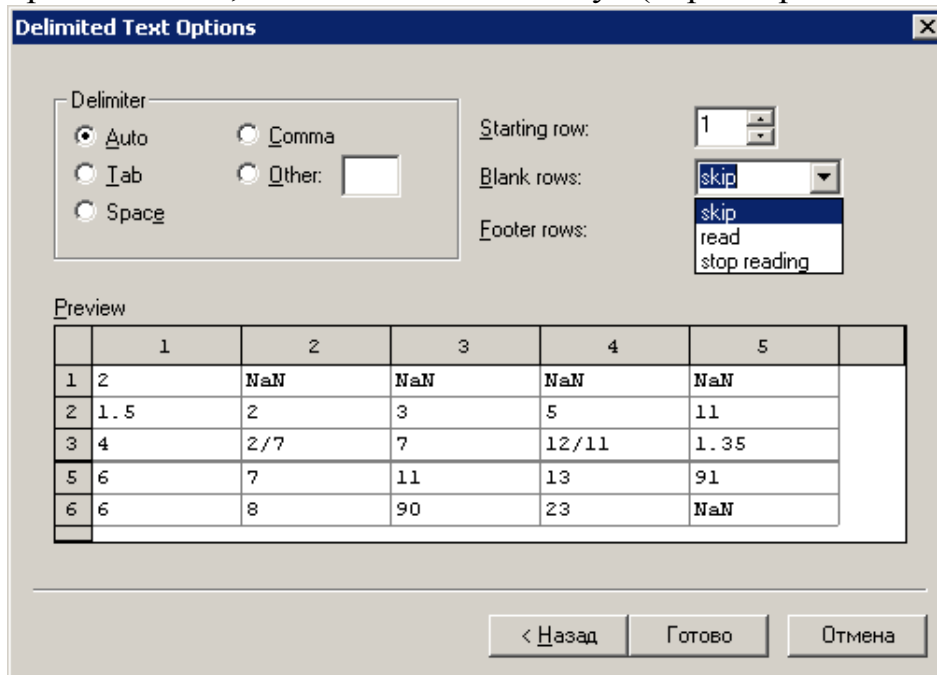 Delimited Text Options
Delimiter
Auto
Comma
Tab
Other:
Space
Starting row:
1
Blank rows:
skip
skip
read
stop reading
Footer rows:
Preview
1 2 3 4 5
1 2 NaN NaN NaN NaN
2 1.5 2 3 5 11
3 4 2/7 7 12/11 1.35
5 6 7 11 13 91
6 6 8 90 23 NaN
< Назад Готово Отмена